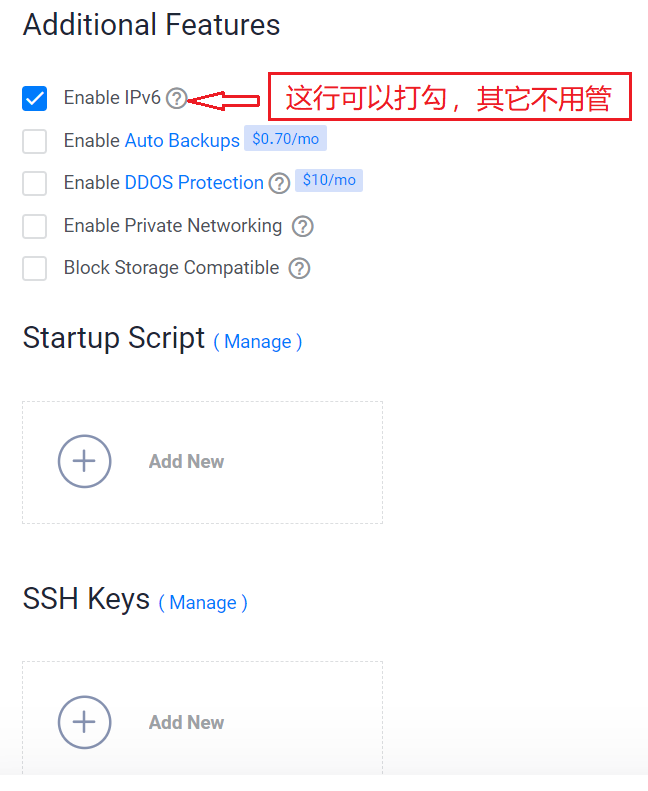 Additional Features
Enable IPv6 ? 这行可以打勾，其它不用管
Enable Auto Backups $0.70/mo
Enable DDOS Protection ? $10/mo
Enable Private Networking ?
Block Storage Compatible ?
Startup Script ( Manage )
Add New
SSH Keys ( Manage )
Add New